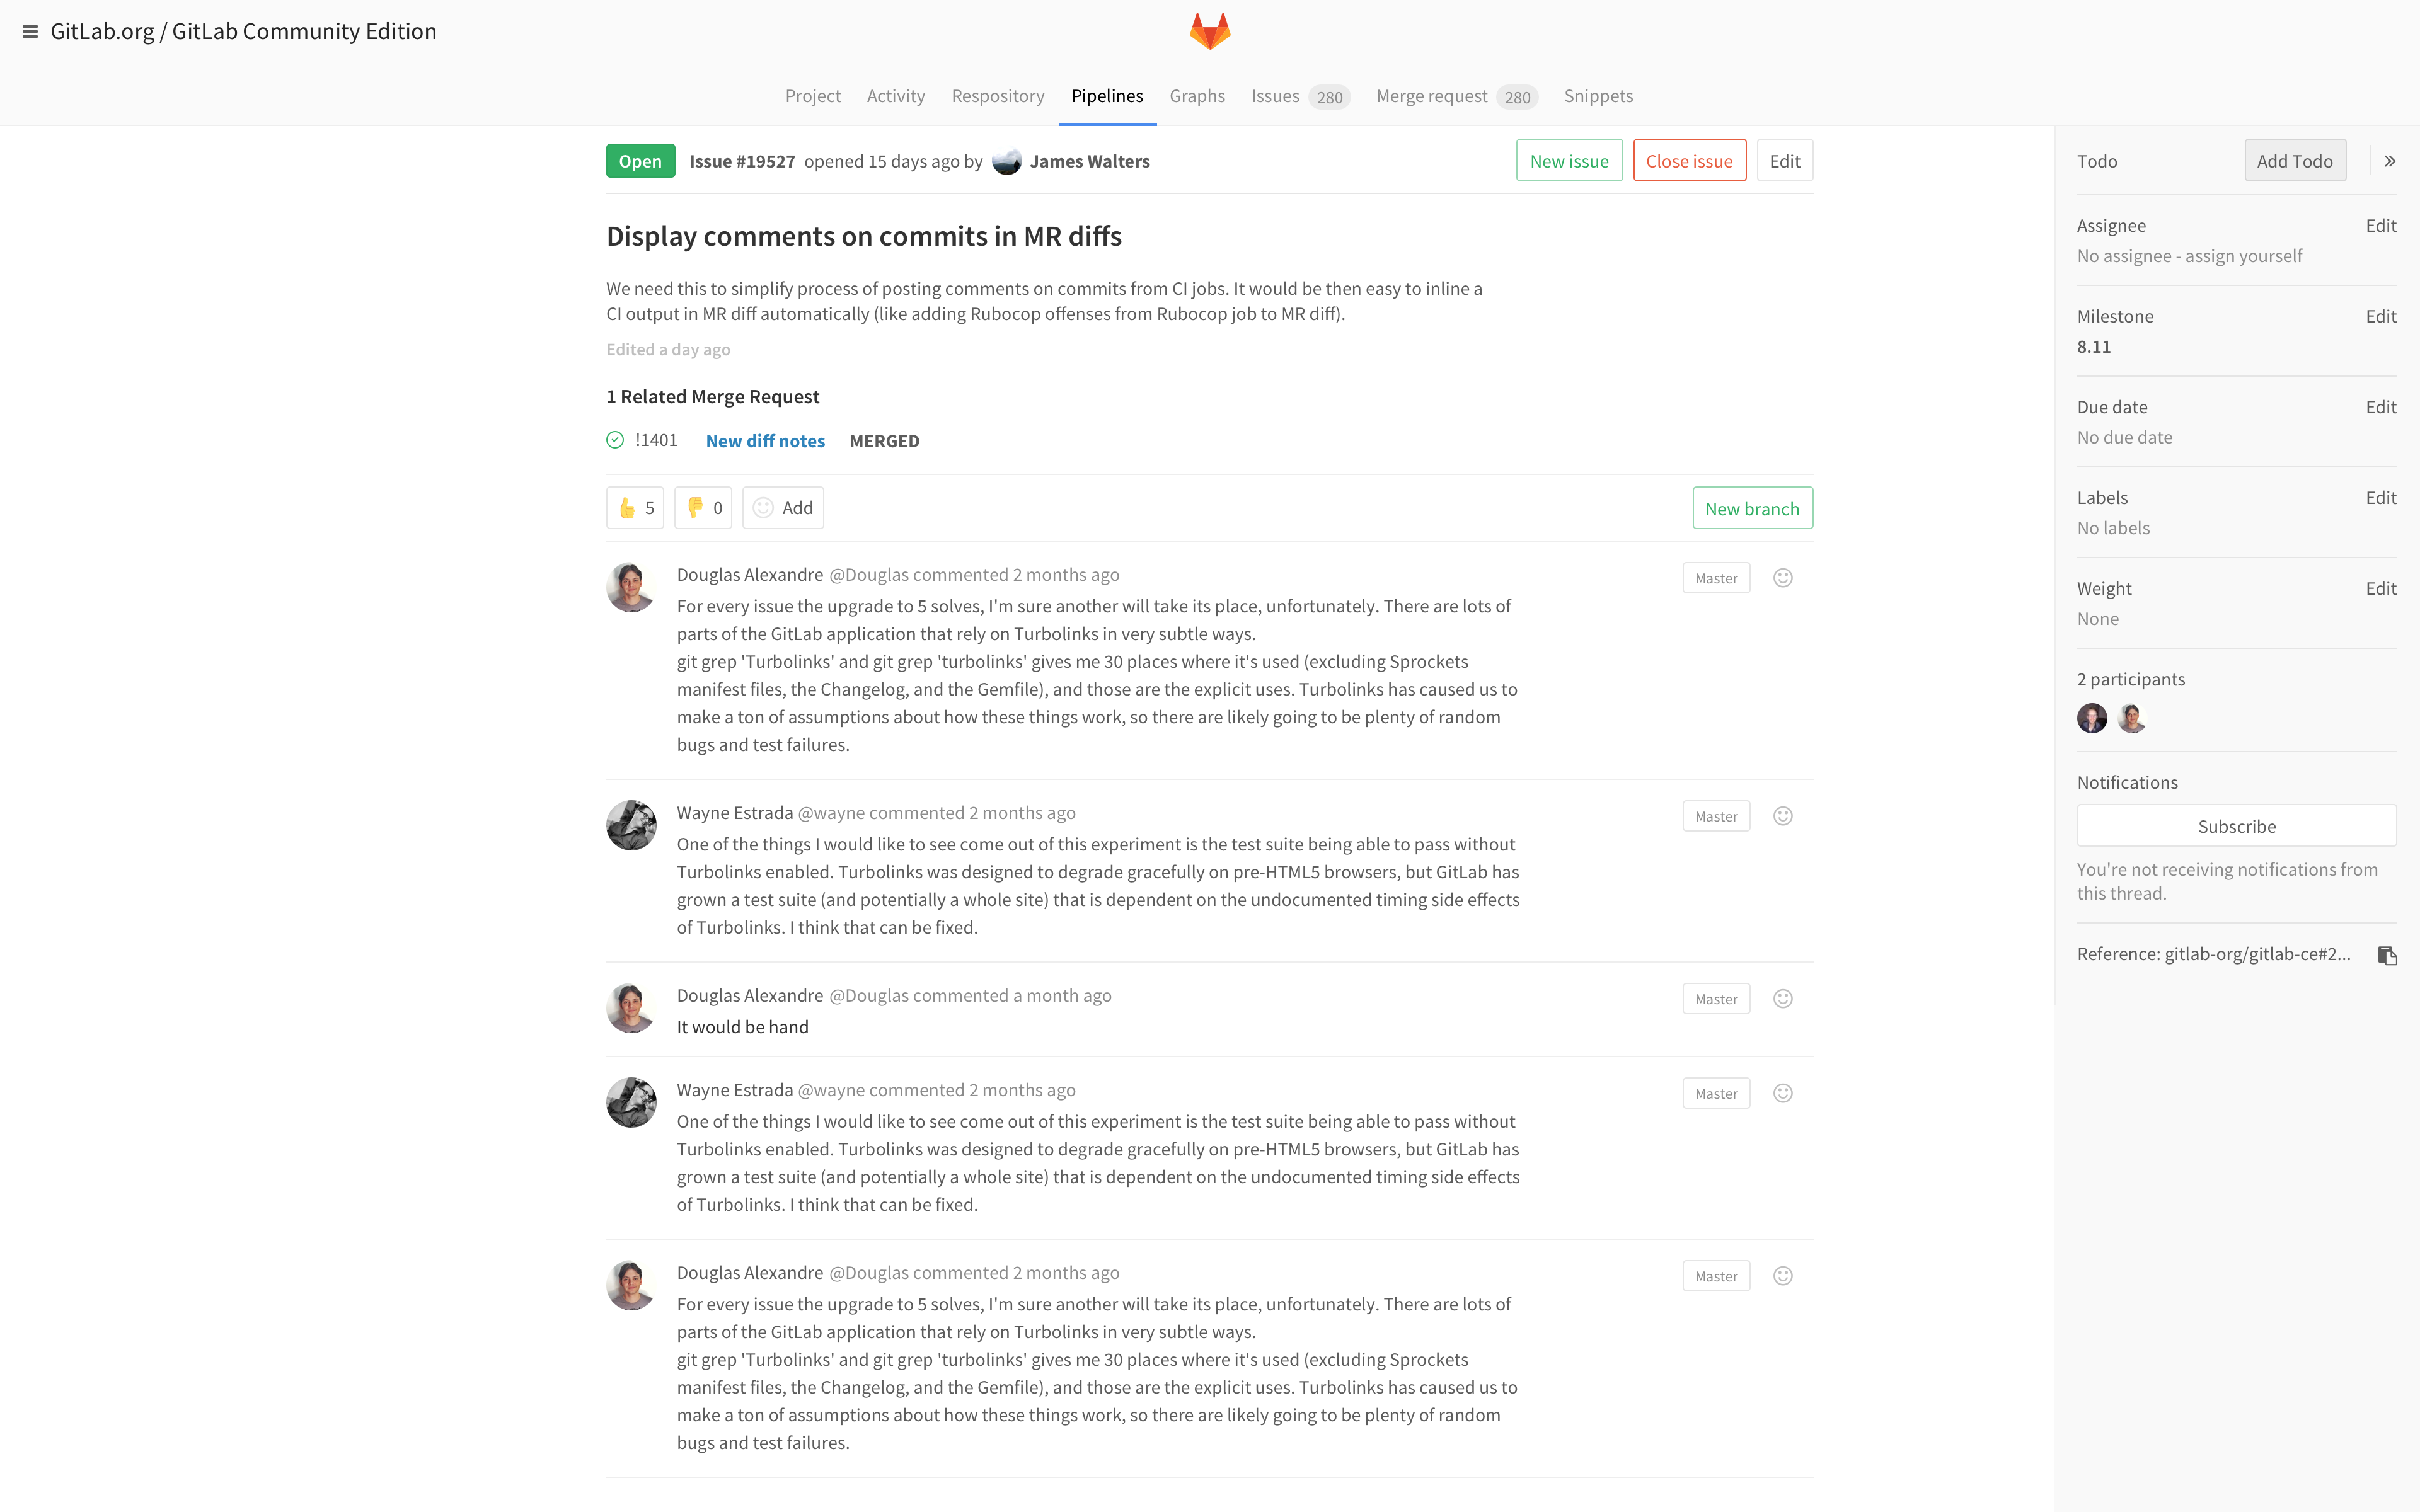 GitLab.org / GitLab Community Edition
Project Activity Respository Pipelines Graphs Issues 280 Merge request 280 Snippets
Open Issue #19527 opened 15 days ago by James Walters New issue Close issue Edit
Display comments on commits in MR diffs
We need this to simplify process of posting comments on commits from CI jobs. It would be then easy to inline a
CI output in MR diff automatically (like adding Rubocop offenses from Rubocop job to MR diff).
Edited a day ago
1 Related Merge Request
!1401 New diff notes MERGED
5 0 Add New branch
Douglas Alexandre @Douglas commented 2 months ago Master
For every issue the upgrade to 5 solves, I'm sure another will take its place, unfortunately. There are lots of
parts of the GitLab application that rely on Turbolinks in very subtle ways.
git grep 'Turbolinks' and git grep 'turbolinks' gives me 30 places where it's used (excluding Sprockets
manifest files, the Changelog, and the Gemfile), and those are the explicit uses. Turbolinks has caused us to
make a ton of assumptions about how these things work, so there are likely going to be plenty of random
bugs and test failures.
Wayne Estrada @wayne commented 2 months ago Master
One of the things I would like to see come out of this experiment is the test suite being able to pass without
Turbolinks enabled. Turbolinks was designed to degrade gracefully on pre-HTML5 browsers, but GitLab has
grown a test suite (and potentially a whole site) that is dependent on the undocumented timing side effects
of Turbolinks. I think that can be fixed.
Douglas Alexandre @Douglas commented a month ago Master
It would be hand
Wayne Estrada @wayne commented 2 months ago Master
One of the things I would like to see come out of this experiment is the test suite being able to pass without
Turbolinks enabled. Turbolinks was designed to degrade gracefully on pre-HTML5 browsers, but GitLab has
grown a test suite (and potentially a whole site) that is dependent on the undocumented timing side effects
of Turbolinks. I think that can be fixed.
Douglas Alexandre @Douglas commented 2 months ago Master
For every issue the upgrade to 5 solves, I'm sure another will take its place, unfortunately. There are lots of
parts of the GitLab application that rely on Turbolinks in very subtle ways.
git grep 'Turbolinks' and git grep 'turbolinks' gives me 30 places where it's used (excluding Sprockets
manifest files, the Changelog, and the Gemfile), and those are the explicit uses. Turbolinks has caused us to
make a ton of assumptions about how these things work, so there are likely going to be plenty of random
bugs and test failures.
Todo Add Todo
Assignee Edit
No assignee - assign yourself
Milestone Edit
8.11
Due date Edit
No due date
Labels Edit
No labels
Weight Edit
None
2 participants
Notifications
Subscribe
You're not receiving notifications from
this thread.
Reference: gitlab-org/gitlab-ce#2...